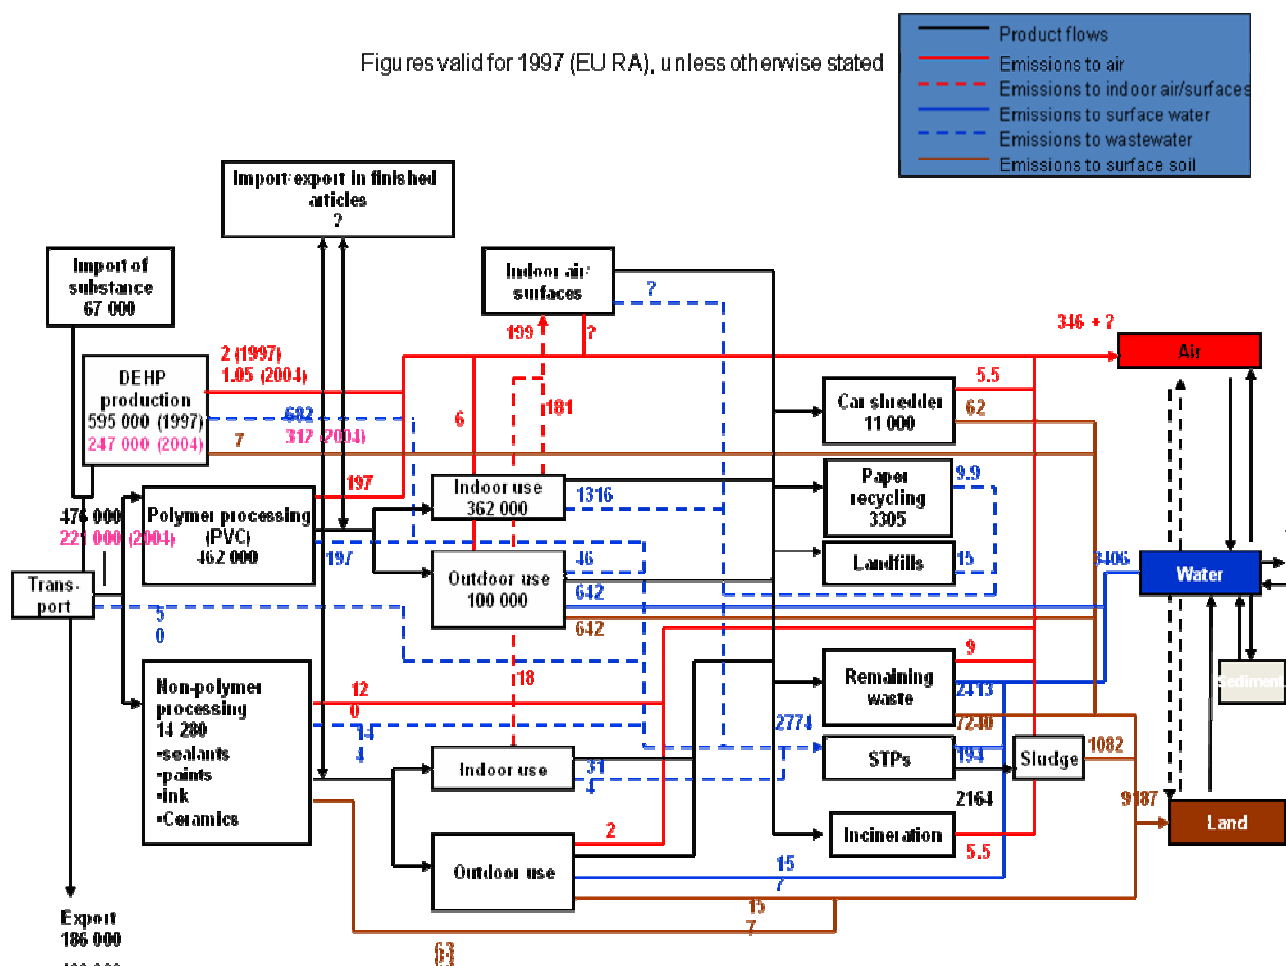 Figures valid for 1997 (EU RA), unless otherwise stated
Product flows
Emissions to air
Emissions to indoor air/surfaces
Emissions to surface water
Emissions to wastewater
Emissions to surface soil
Import/export in finished
articles
?
Import of
substance
67 000
Indoor air/
surfaces
?
199
?
346 + ?
Air
2 (1997)
1.05 (2004)
DEHP
production
595 000 (1997)
247 000 (2004)
682
312 (2004)
7
6
181
5.5
62
Car shredder
11 000
197
Indoor use
362 000
1316
Paper
recycling
3305
9.9
476 000
221 000 (2004)
Polymer processing
(PVC)
462 000
197
Outdoor use
100 000
46
642
642
Landfills
15
3406
Water
Trans-
port
5
0
Non-polymer
processing
14 280
-sealants
-paints
-ink
-Ceramics
12
0
14
4
18
Remaining
waste
9
2413
7240
Sediment
2774
STPs
194
Sludge
1082
2164
Indoor use
31
4
9187
Land
Incineration
5.5
Outdoor use
2
15
7
15
7
63
Export
186 000